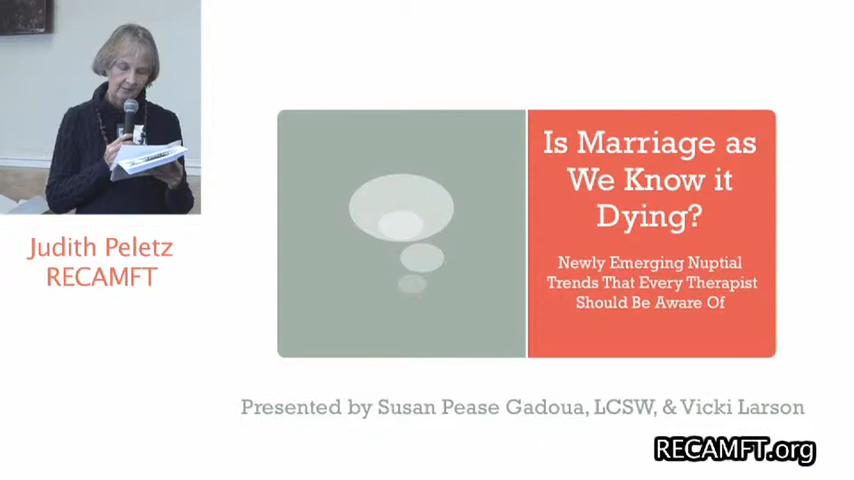 Judith Peletz
RECAMFT
Is Marriage as
We Know it
Dying?
Newly Emerging Nuptial
Trends That Every Therapist
Should Be Aware Of
Presented by Susan Pease Gadoua, LCSW, & Vicki Larson
RECAMFT.org